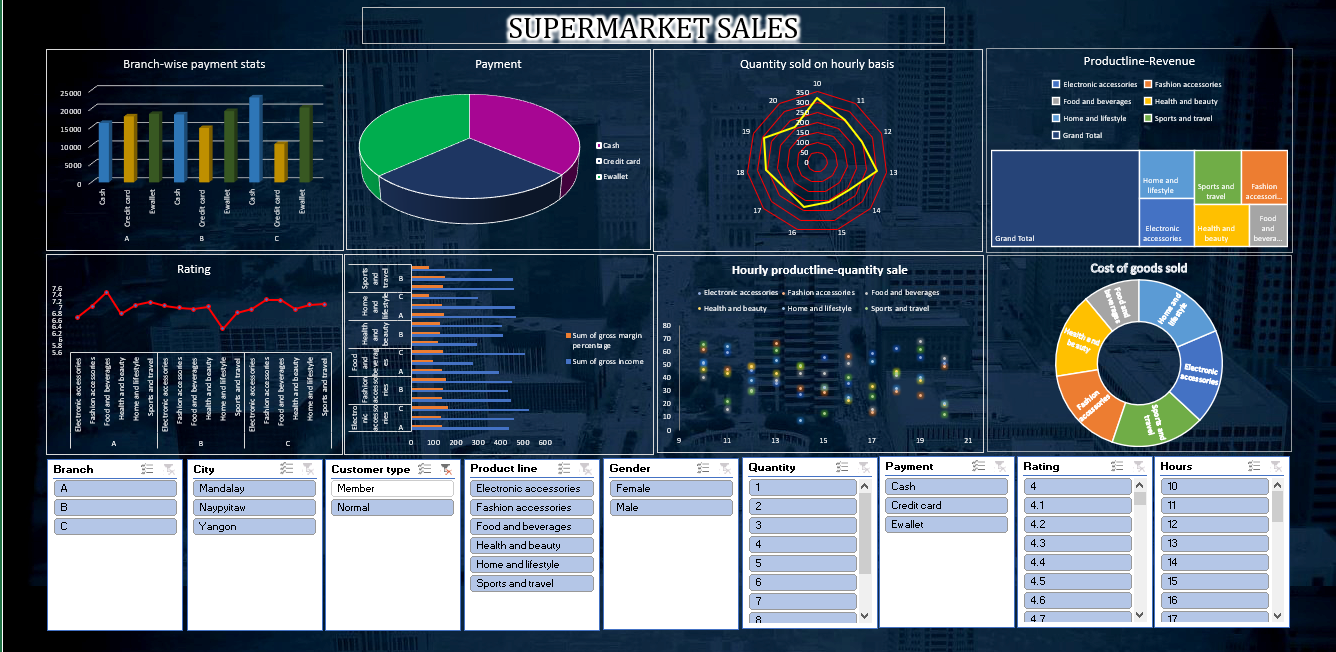 SUPERMARKET SALES
Branch-wise payment stats
25000
20000
15000
10000
5000
0
Cash
Credit card
Ewallet
Cash
Credit card
Ewallet
Cash
Credit card
Ewallet
A
B
C
Payment
Cash
Credit card
Ewallet
Quantity sold on hourly basis
10
11
12
13
14
15
16
17
18
19
20
350
300
250
200
150
100
50
0
Productline-Revenue
Electronic accessories
Fashion accessories
Food and beverages
Health and beauty
Home and lifestyle
Sports and travel
Grand Total
Grand Total
Home and
lifestyle
Sports and
travel
Fashion
accessori...
Electronic
accessories
Health and
beauty
Food
and
bevera...
Rating
7.6
7.4
7.2
7
6.8
6.6
6.4
6.2
6
5.8
5.6
Electronic accessories
Fashion accessories
Food and beverages
Health and beauty
Home and lifestyle
Sports and travel
Electronic accessories
Fashion accessories
Food and beverages
Health and beauty
Home and lifestyle
Sports and travel
Electronic accessories
Fashion accessories
Food and beverages
Health and beauty
Home and lifestyle
Sports and travel
A
B
C
Sports
and
travel
B
Home
and
lifestyle
C
A
Health
and
beauty
B
Food
and
C
A
Fashion
B
Electro
nic
C
A
0
100
200
300
400
500
600
Sum of gross margin
percentage
Sum of gross income
Hourly productline-quantity sale
Electronic accessories
Fashion accessories
Food and beverages
Health and beauty
Home and lifestyle
Sports and travel
80
70
60
50
40
30
20
10
0
9
11
13
15
17
19
21
Cost of goods sold
Home and
lifestyle
Electronic
accessories
Sports and
travel
Fashion
accessories
Health and
beauty
Food and
beverages
Branch
A
B
C
City
Mandalay
Naypyitaw
Yangon
Customer type
Member
Normal
Product line
Electronic accessories
Fashion accessories
Food and beverages
Health and beauty
Home and lifestyle
Sports and travel
Gender
Female
Male
Quantity
1
2
3
4
5
6
7
8
Payment
Cash
Credit card
Ewallet
Rating
4
4.1
4.2
4.3
4.4
4.5
4.6
4.7
Hours
10
11
12
13
14
15
16
17